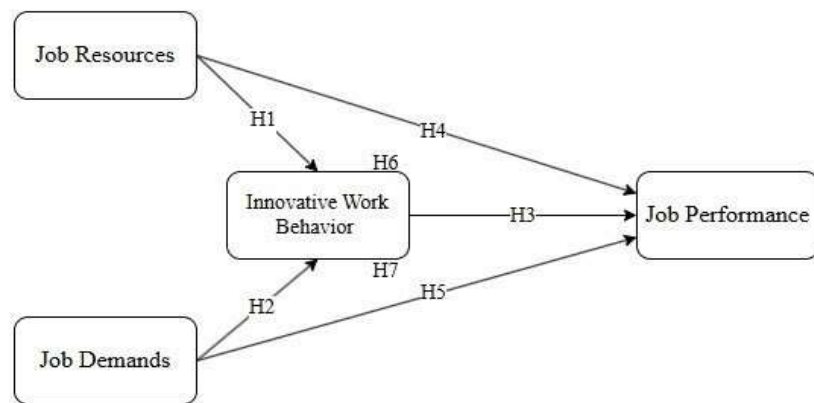 Job Resources
H1
H4
H6
Innovative Work
Behavior
H3
Job Performance
H7
H2
H5
Job Demands